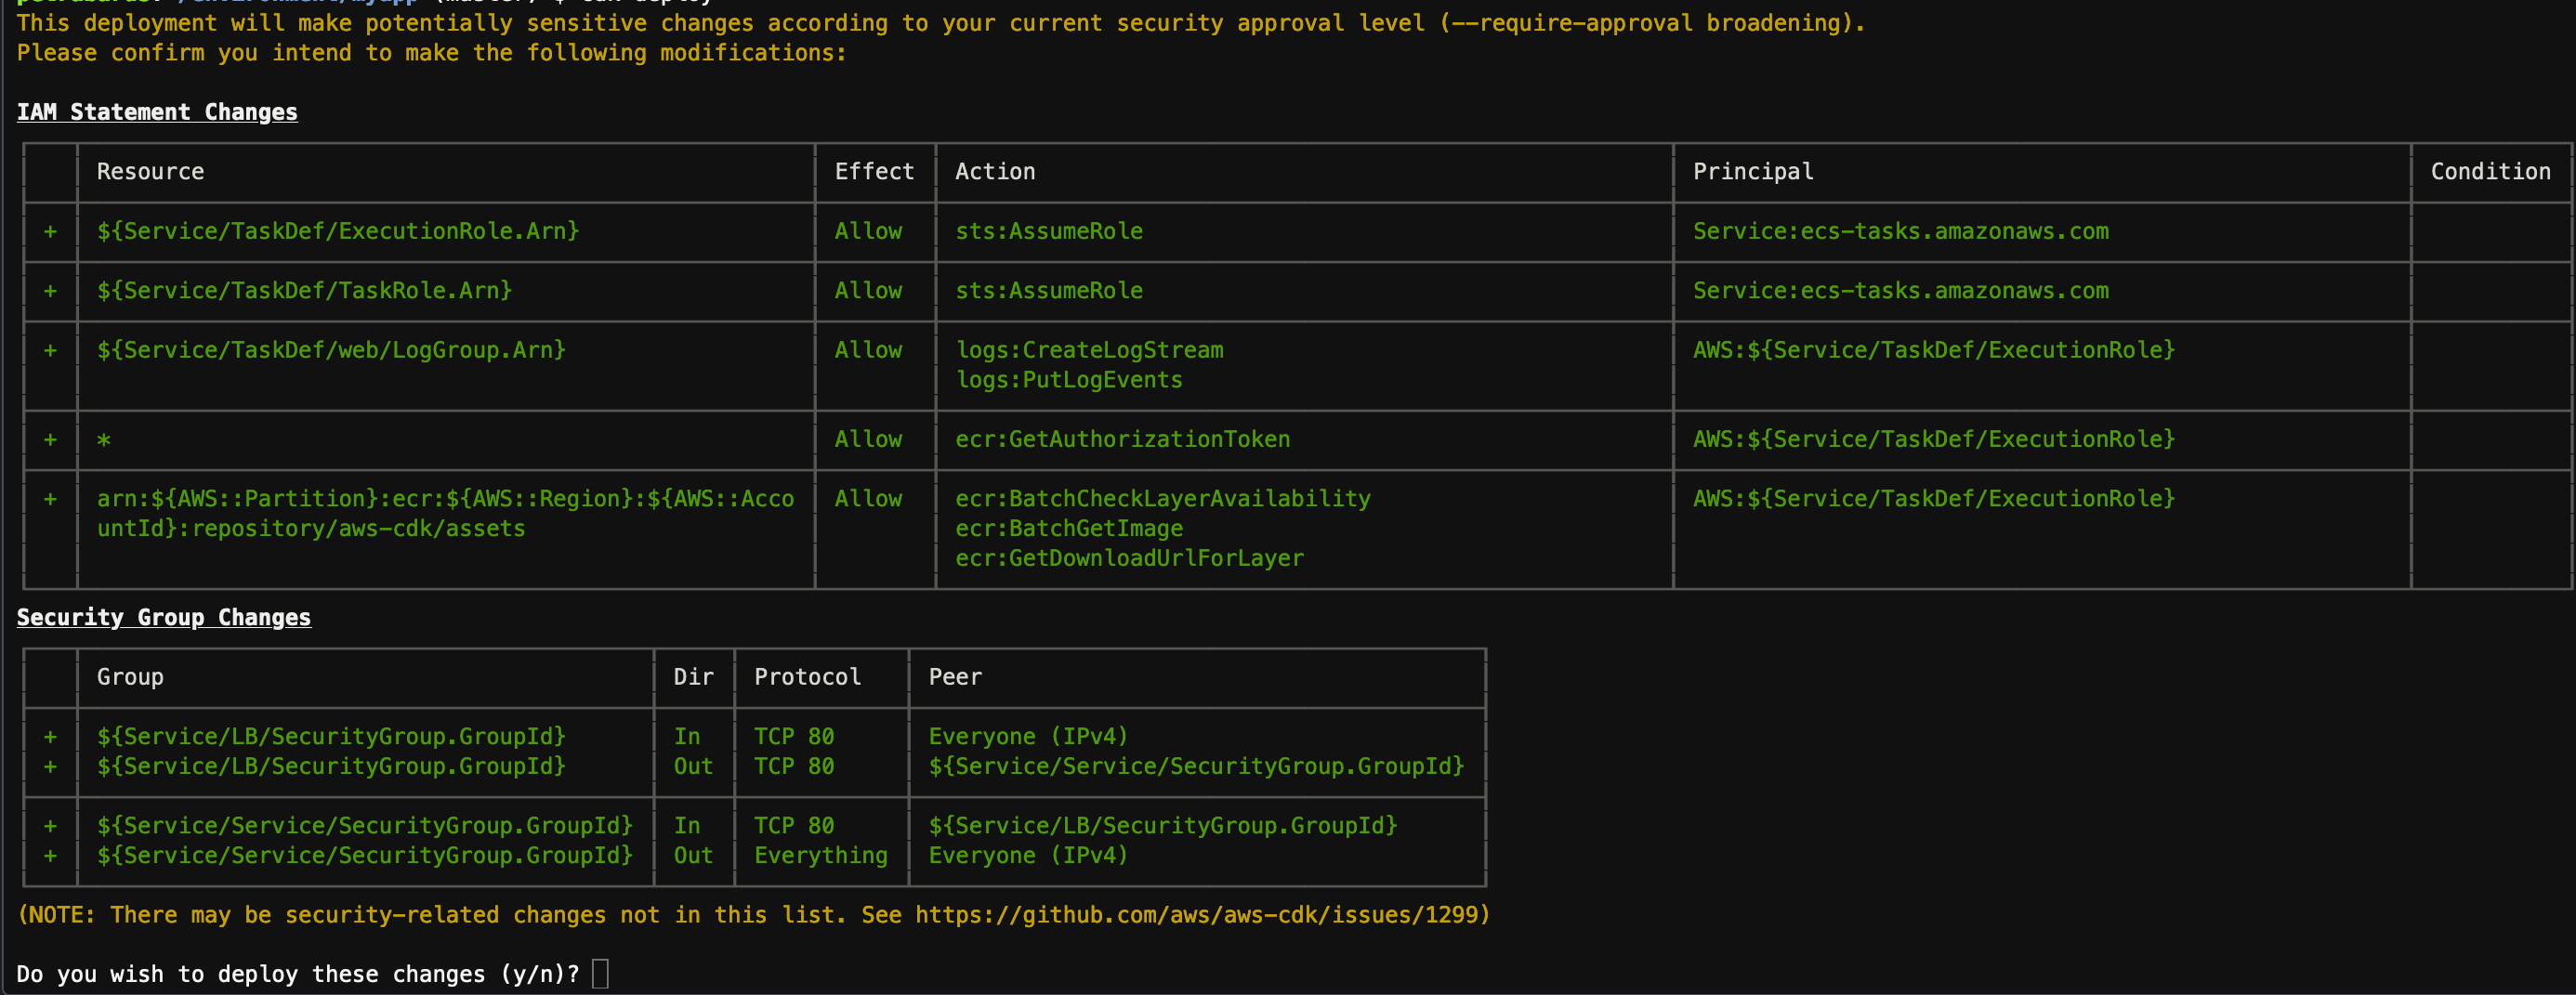 This deployment will make potentially sensitive changes according to your current security approval level (--require-approval broadening).
Please confirm you intend to make the following modifications:
IAM Statement Changes
Resource Effect Action Principal Condition
+ ${Service/TaskDef/ExecutionRole.Arn} Allow sts:AssumeRole Service:ecs-tasks.amazonaws.com
+ ${Service/TaskDef/TaskRole.Arn} Allow sts:AssumeRole Service:ecs-tasks.amazonaws.com
+ ${Service/TaskDef/web/LogGroup.Arn} Allow logs:CreateLogStream AWS:${Service/TaskDef/ExecutionRole}
logs:PutLogEvents
+ * Allow ecr:GetAuthorizationToken AWS:${Service/TaskDef/ExecutionRole}
+ arn:${AWS::Partition}:ecr:${AWS::Region}:${AWS::Acco Allow ecr:BatchCheckLayerAvailability AWS:${Service/TaskDef/ExecutionRole}
untId}:repository/aws-cdk/assets ecr:BatchGetImage
ecr:GetDownloadUrlForLayer
Security Group Changes
Group Dir Protocol Peer
+ ${Service/LB/SecurityGroup.GroupId} In TCP 80 Everyone (IPv4)
+ ${Service/LB/SecurityGroup.GroupId} Out TCP 80 ${Service/Service/SecurityGroup.GroupId}
+ ${Service/Service/SecurityGroup.GroupId} In TCP 80 ${Service/LB/SecurityGroup.GroupId}
+ ${Service/Service/SecurityGroup.GroupId} Out Everything Everyone (IPv4)
(NOTE: There may be security-related changes not in this list. See https://github.com/aws/aws-cdk/issues/1299)
Do you wish to deploy these changes (y/n)?